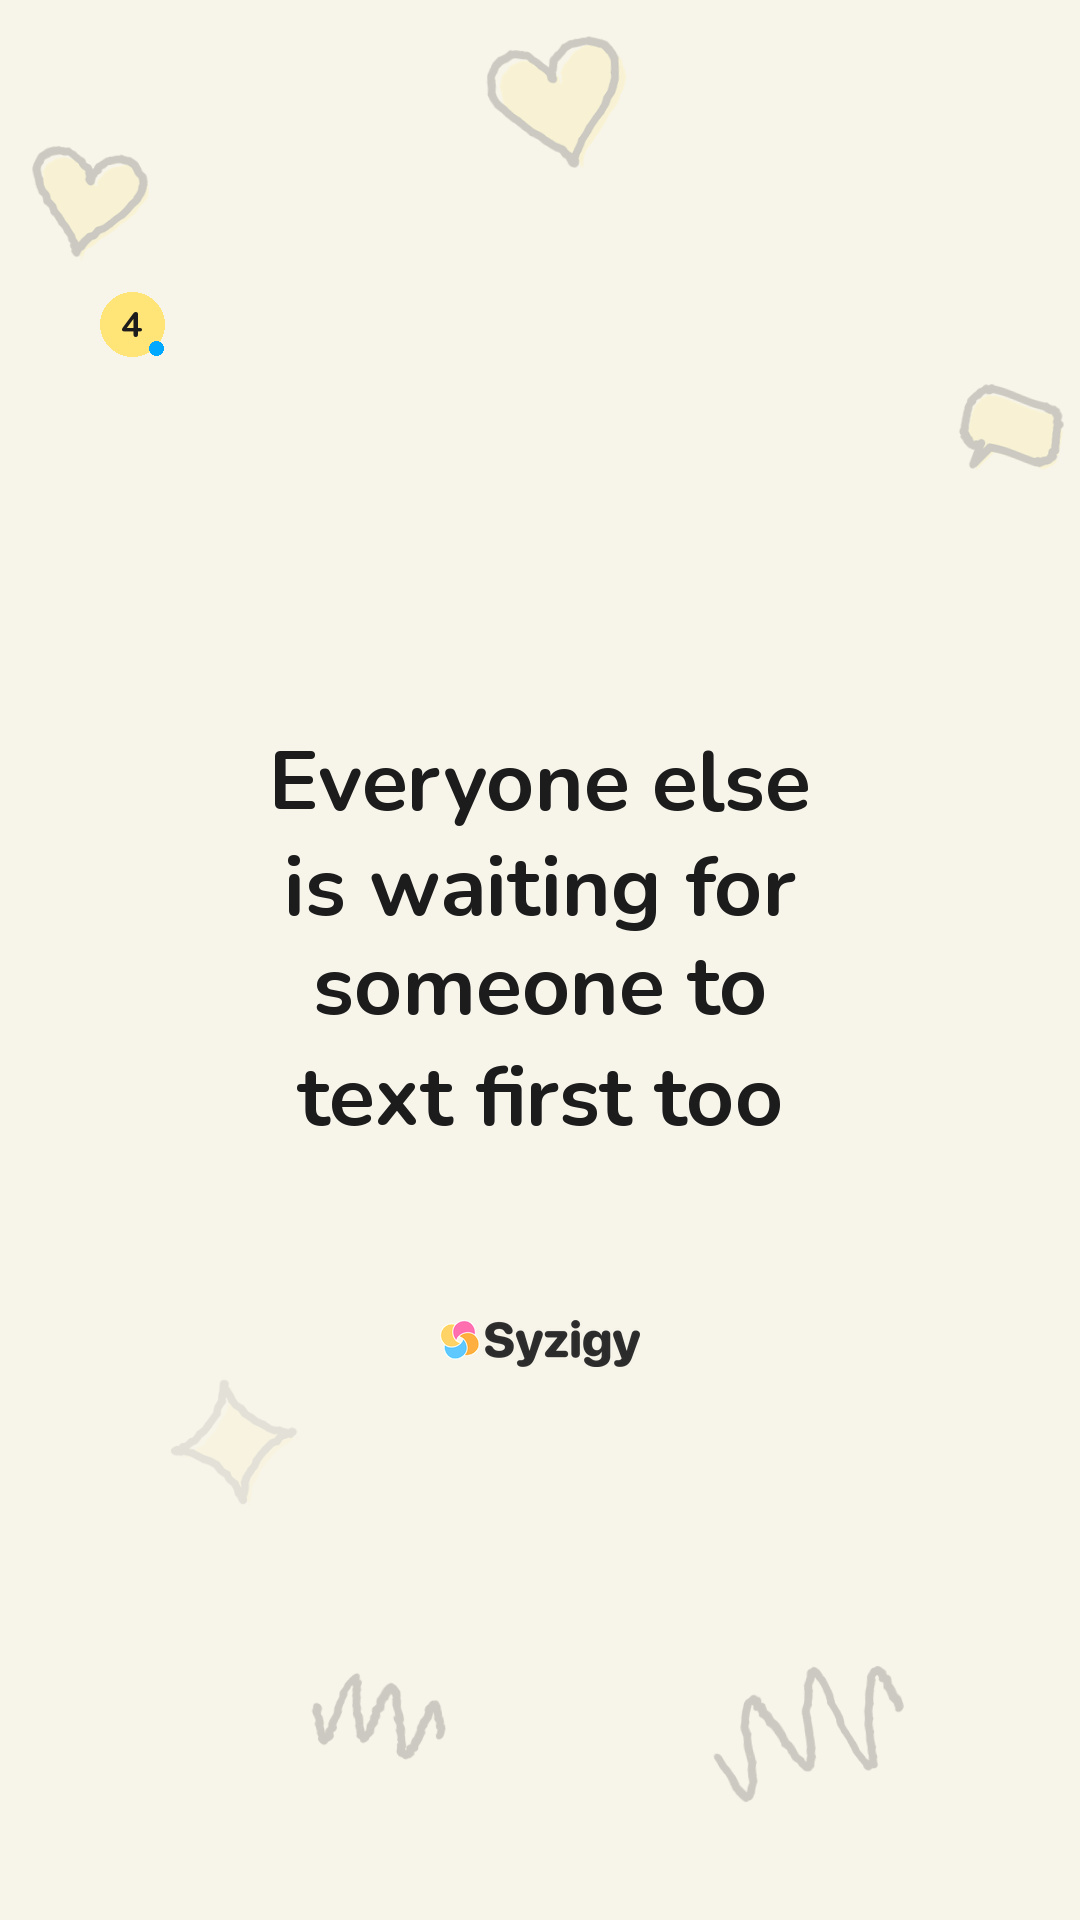 4
Everyone else
is waiting for
someone to
text first too
Syzigy